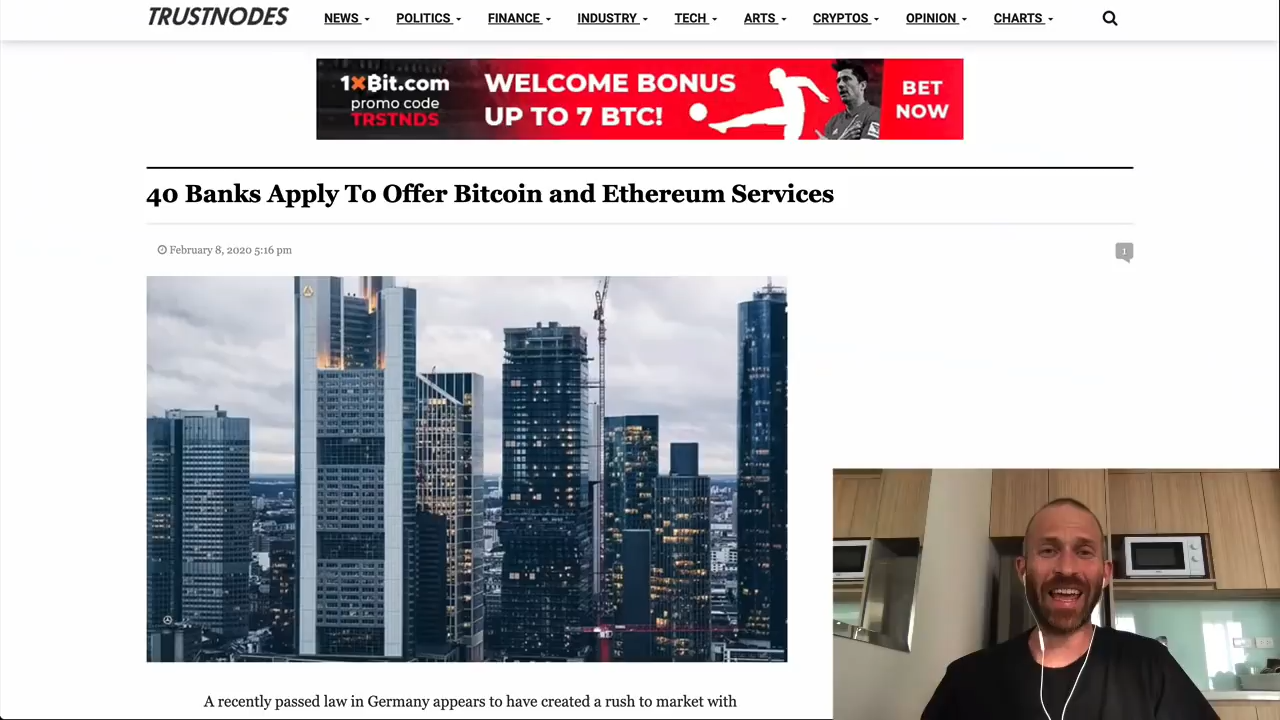 TRUSTNODES NEWS POLITICS FINANCE INDUSTRY TECH ARTS CRYPTOS OPINION CHARTS
1XBit.com
promo code
TRSTNDS
WELCOME BONUS
UP TO 7 BTC!
BET
NOW
40 Banks Apply To Offer Bitcoin and Ethereum Services
February 8, 2020 5:16 pm
1
A recently passed law in Germany appears to have created a rush to market with